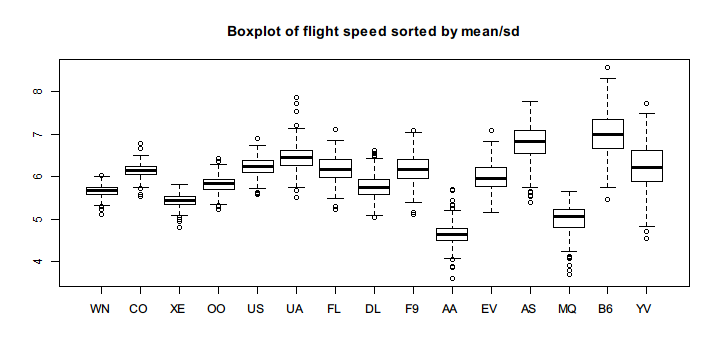 Boxplot of flight speed sorted by mean/sd
8
7
6
5
4
WN CO XE OO US UA FL DL F9 AA EV AS MQ B6 YV